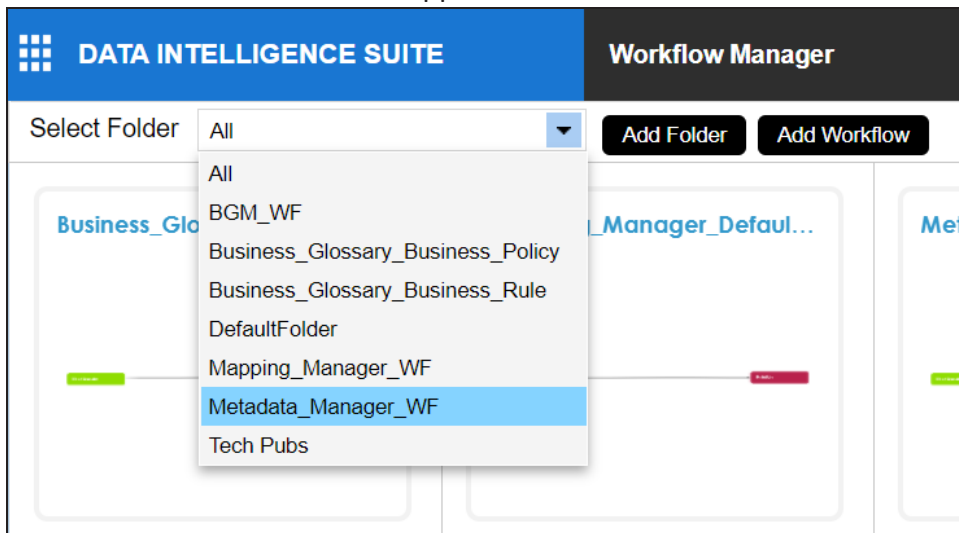 DATA INTELLIGENCE SUITE
Workflow Manager
Select Folder
All
Add Folder
Add Workflow
All
BGM_WF
Business_Glossary_Business_Policy
Business_Glossary_Business_Rule
DefaultFolder
Mapping_Manager_WF
Metadata_Manager_WF
Tech Pubs
Business_Glo
_Manager_Defaul...
Met